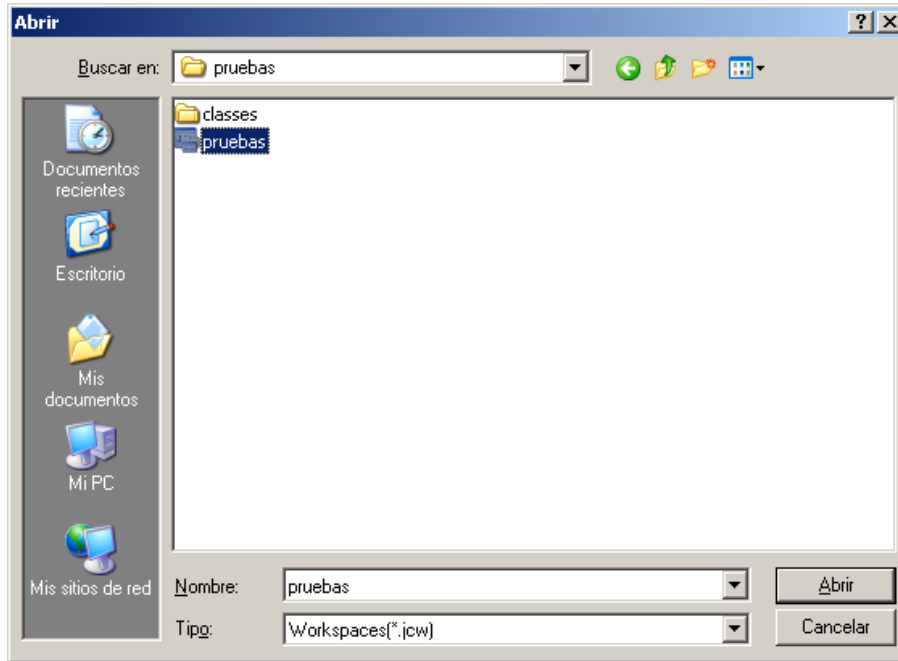 Abrir
Buscar en: pruebas
classes
pruebas
Documentos
recientes
Escritorio
Mis
documentos
Mi PC
Mis sitios de red
Nombre: pruebas Abrir
Tipo: Workspaces(*.jcw) Cancelar